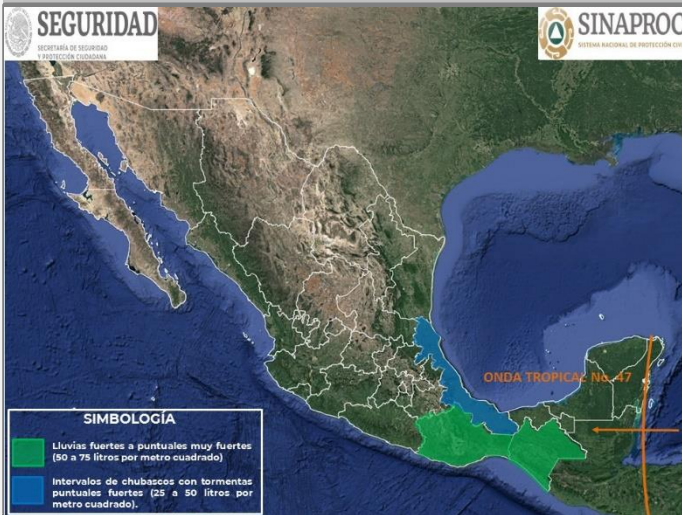 SEGURIDAD
SECRETARÍA DE SEGURIDAD
Y PROTECCIÓN CIUDADANA
SINAPROC
SISTEMA NACIONAL DE PROTECCIÓN CIVI
ONDA TROPICAL No. 47
SIMBOLOGÍA
Lluvias fuertes a puntuales muy fuertes
(50 a 75 litros por metro cuadrado)
Intervalos de chubascos con tormentas
puntuales fuertes (25 a 50 litros por
metro cuadrado).